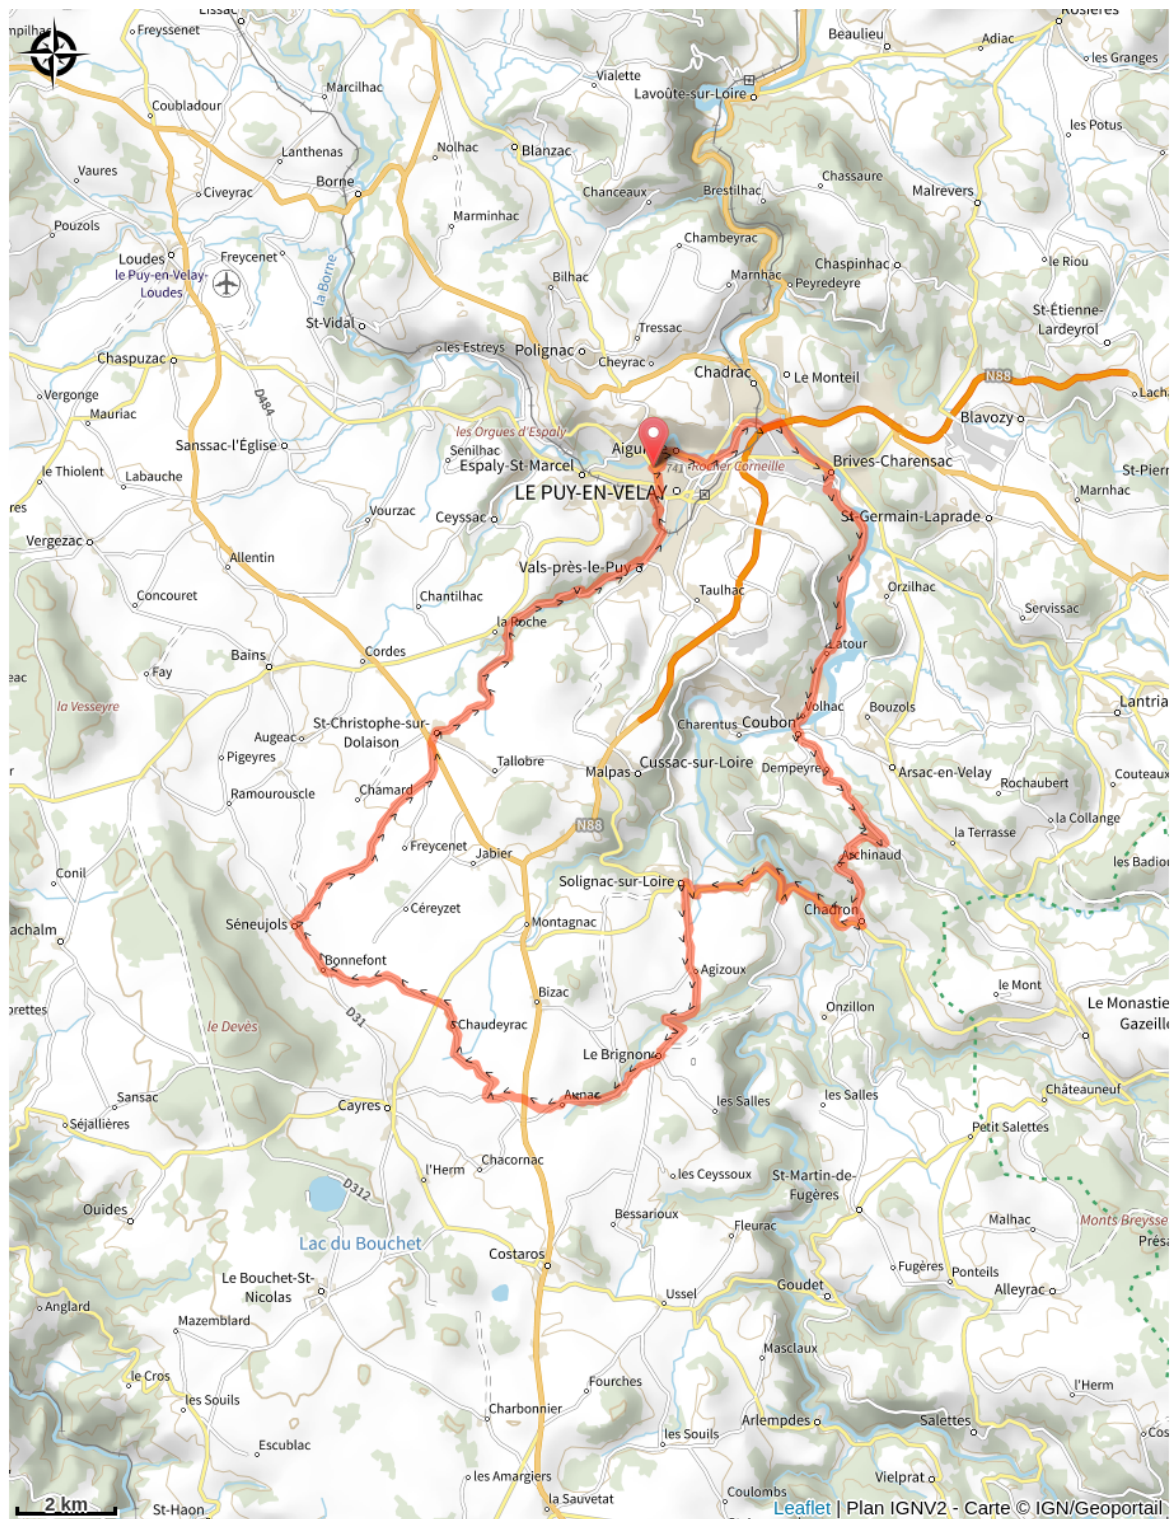 Lissac
Freyssenet
Rosières
Beaulieu
Adiac
les Granges
Vialette
Lavoûte-sur-Loire
Marcilhac
Coubladour
les Potus
Nolhac
Blanzac
Lanthenas
Vaures
Borne
Civeyrac
Chanceaux
Brestilhac
Chassaure
Malrevers
Marminhac
Pouzols
Chambeyrac
Loudes
Freycenet
le Puy-en-Velay-
Loudes
la Borne
Bilhac
Marnhac
Peyredeyre
Chaspinhac
le Riou
St-Étienne-
Lardeyrol
St-Vidal
Tressac
les Estreys
Polignac
Cheyrac
Chaspuzac
Chadrac
Le Monteil
N88
Vergonge
D484
Mauriac
Blavozy
les Orgues d'Espaly
Sanssac-l'Église
Senilhac
Espaly-St-Marcel
741
Rocher Corneille
Brives-Charensac
le Thiolent
Labauche
LE PUY-EN-VELAY
Marnhac
Vourzac
Ceyssac
St-Germain-Laprade
Vergezac
Allentin
Vals-près-le-Puy
Taulhac
Orzilhac
Concouret
Chantilhac
Servissac
la Roche
Latour
Bains
Cordes
Fay
la Vesseyre
Volhac
Bouzols
St-Christophe-sur-
Dolaison
Charentus
Coubon
Augeac
Pigeyres
Tallobre
Malpas
Cussac-sur-Loire
Dempeyre
Arsac-en-Velay
Rochaubert
Couteaux
Ramourouscle
Chamard
N88
la Collange
la Terrasse
Freycenet
Jabier
Archinaud
les Badiou
Conil
Solignac-sur-Loire
Céreyzet
Chadron
Séneujols
Montagnac
Bonnefont
Agizoux
le Mont
Bizac
Onzillon
Le Monastier
Gazeille
D31
le Devès
Chaudeyrac
Le Brignon
Châteauneuf
Sansac
Aunac
les Salles
les Salles
Cayres
Séjallières
Petit Salettes
Chacornac
l'Herm
les Ceyssoux
St-Martin-de-
Fugères
D312
Ouides
Bessarioux
Malhac
Monts Breysse
Fleurac
Lac du Bouchet
Costaros
Fugères
Ponteils
Le Bouchet-St-
Nicolas
Goudet
Alleyrac
Ussel
Anglard
Mazemblard
Masclaux
le Cros
Fourches
l'Herm
les Souils
Charbonnier
Arlempdes
Salettes
les Souils
Escublac
les Amargiers
Vielprat
Coulombs
la Sauvetat
2 km
St-Haon
Leaflet | Plan IGNV2 - Carte © IGN/Geoportail